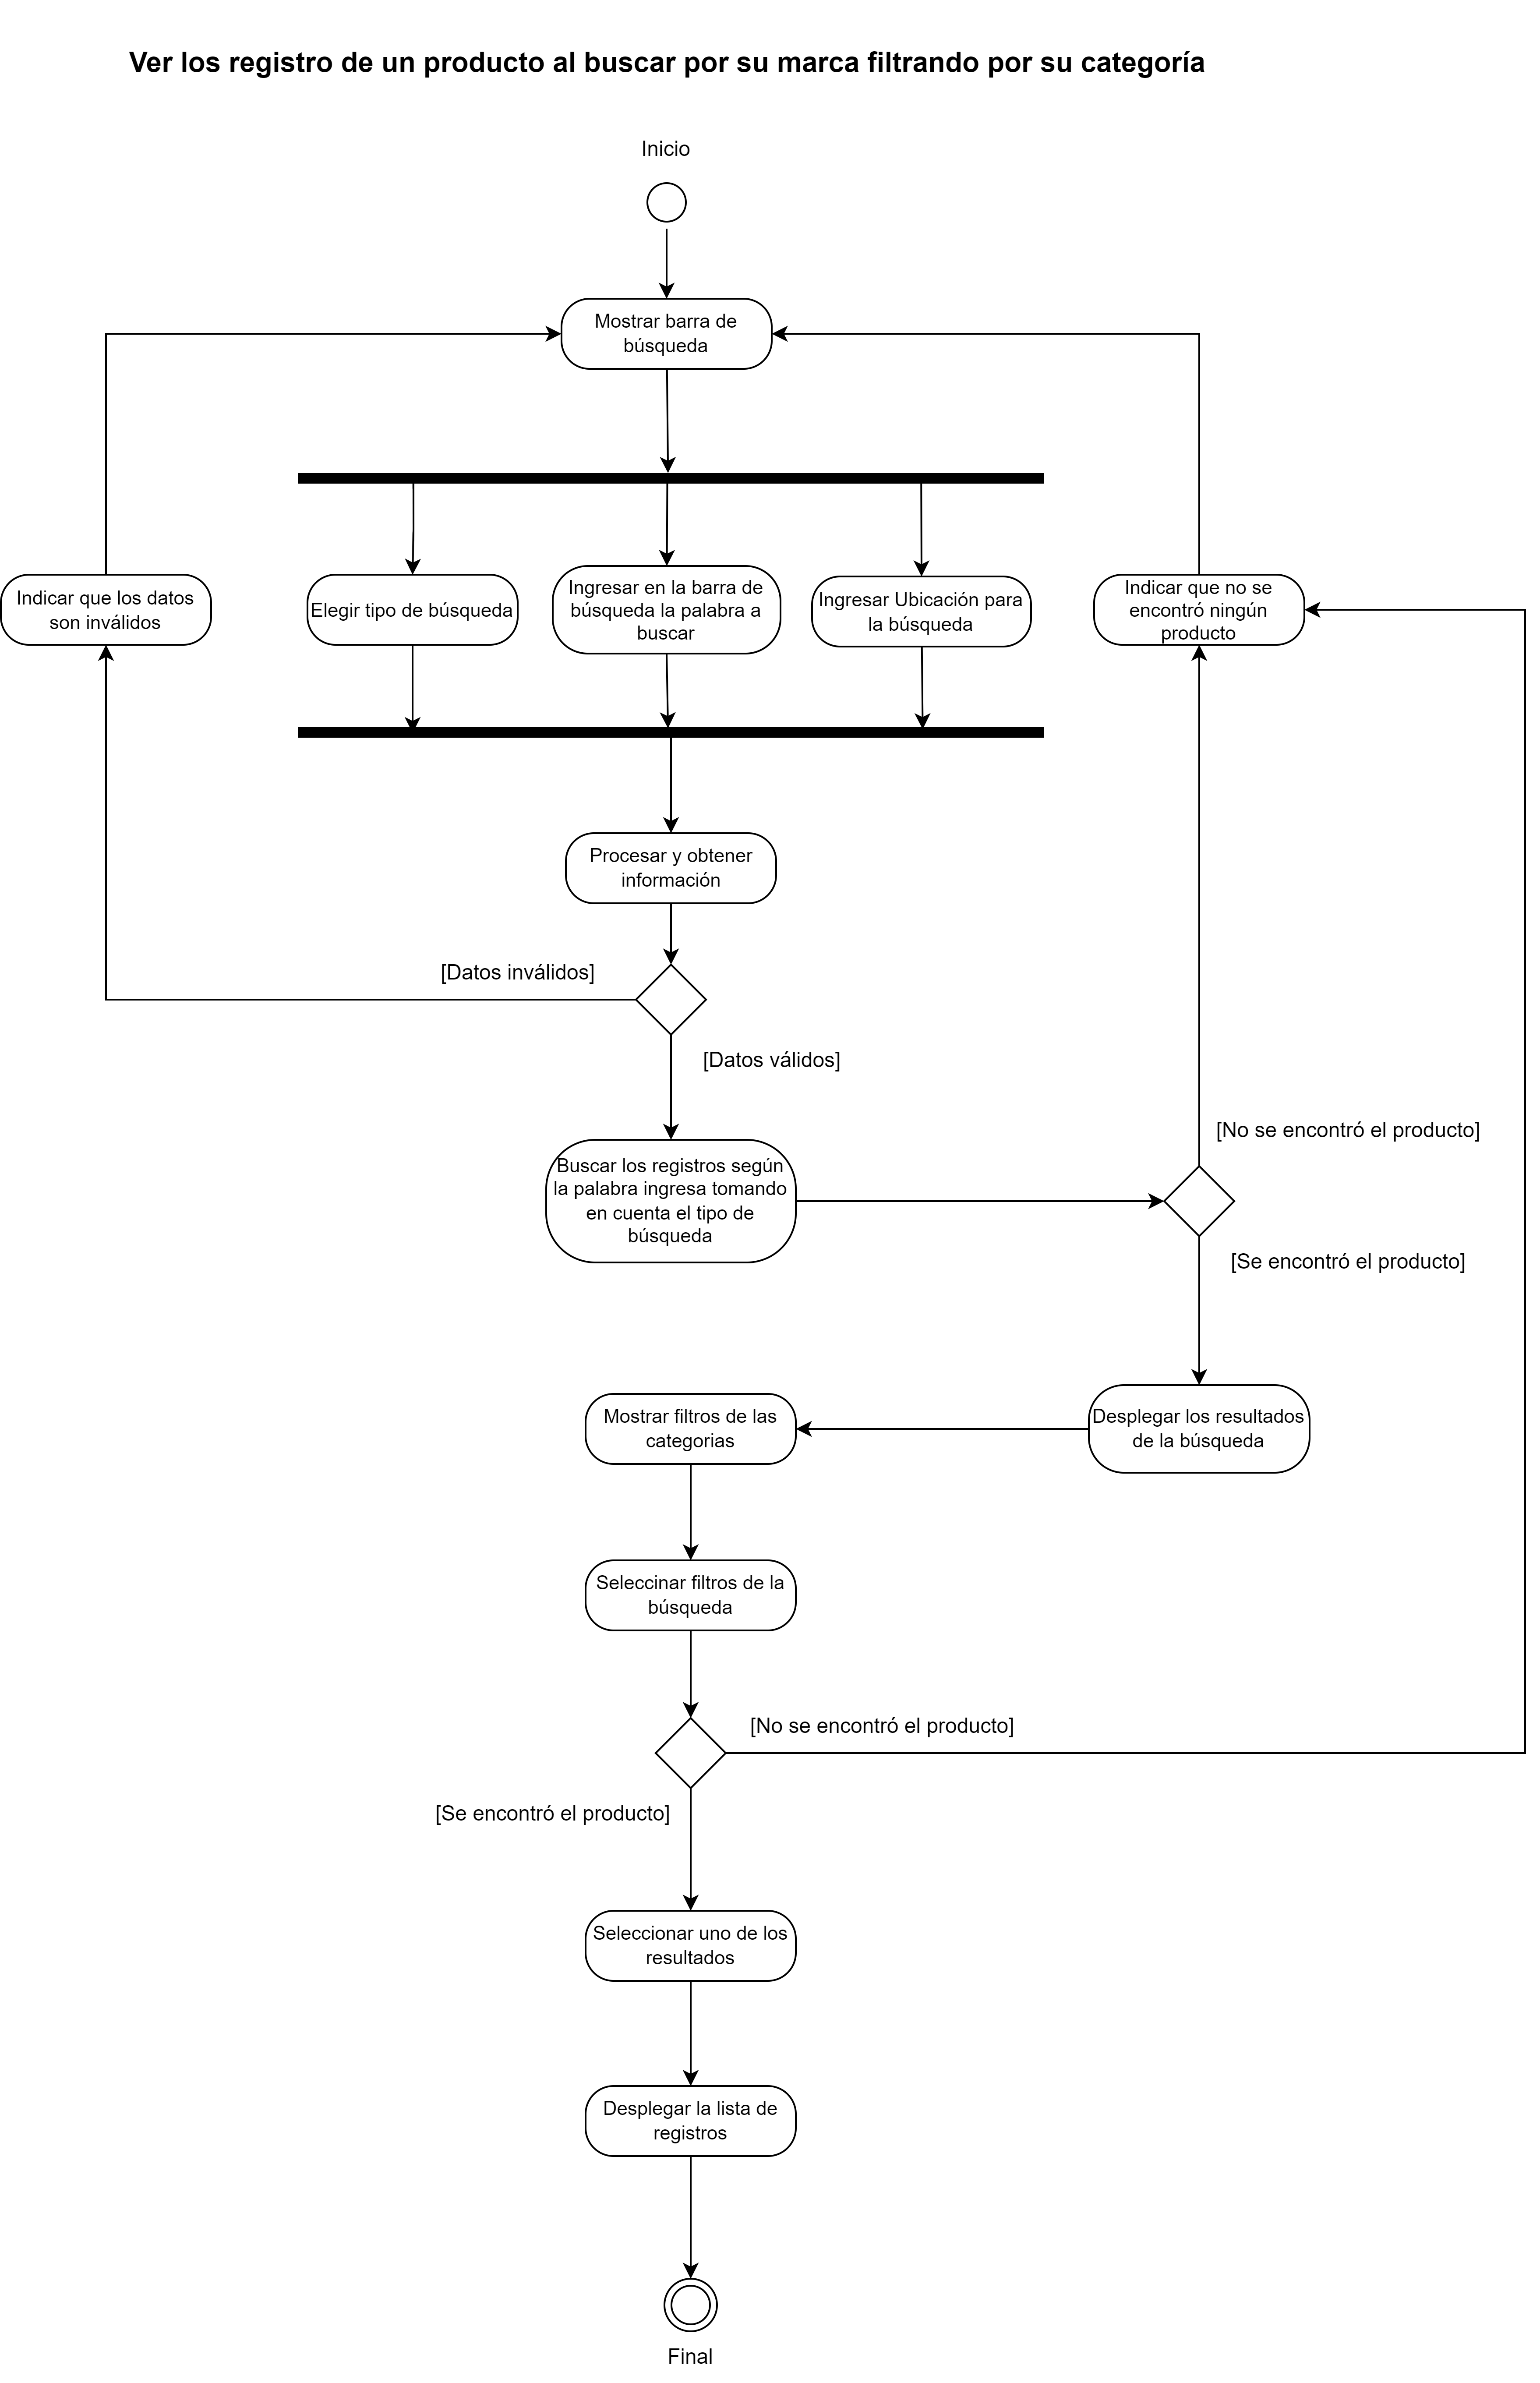 Ver los registro de un producto al buscar por su marca filtrando por su categoría
Inicio
Mostrar barra de
búsqueda
Indicar que los datos
son inválidos
Elegir tipo de búsqueda
Ingresar en la barra de
búsqueda la palabra a
buscar
Ingresar Ubicación para
la búsqueda
Indicar que no se
encontró ningún
producto
Procesar y obtener
información
[Datos inválidos]
[Datos válidos]
Buscar los registros según
la palabra ingresa tomando
en cuenta el tipo de
búsqueda
[No se encontró el producto]
[Se encontró el producto]
Desplegar los resultados
de la búsqueda
Mostrar filtros de las
categorias
Seleccinar filtros de la
búsqueda
[No se encontró el producto]
[Se encontró el producto]
Seleccionar uno de los
resultados
Desplegar la lista de
registros
Final